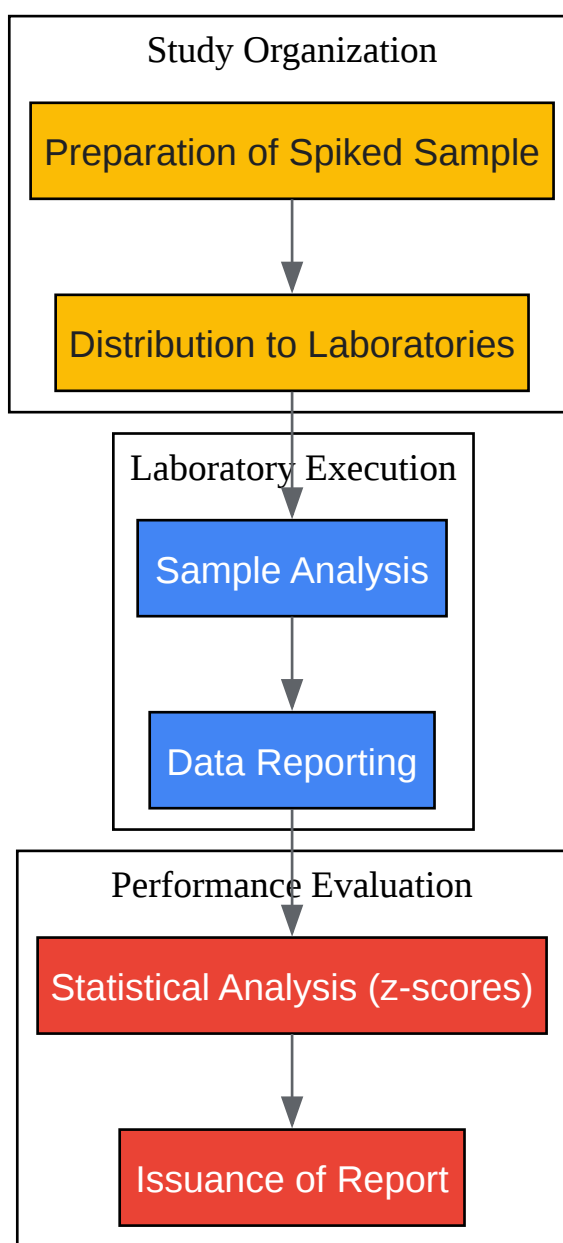 Study Organization
Preparation of Spiked Sample
Distribution to Laboratories
Laboratory Execution
Sample Analysis
Data Reporting
Performance Evaluation
Statistical Analysis (z-scores)
Issuance of Report